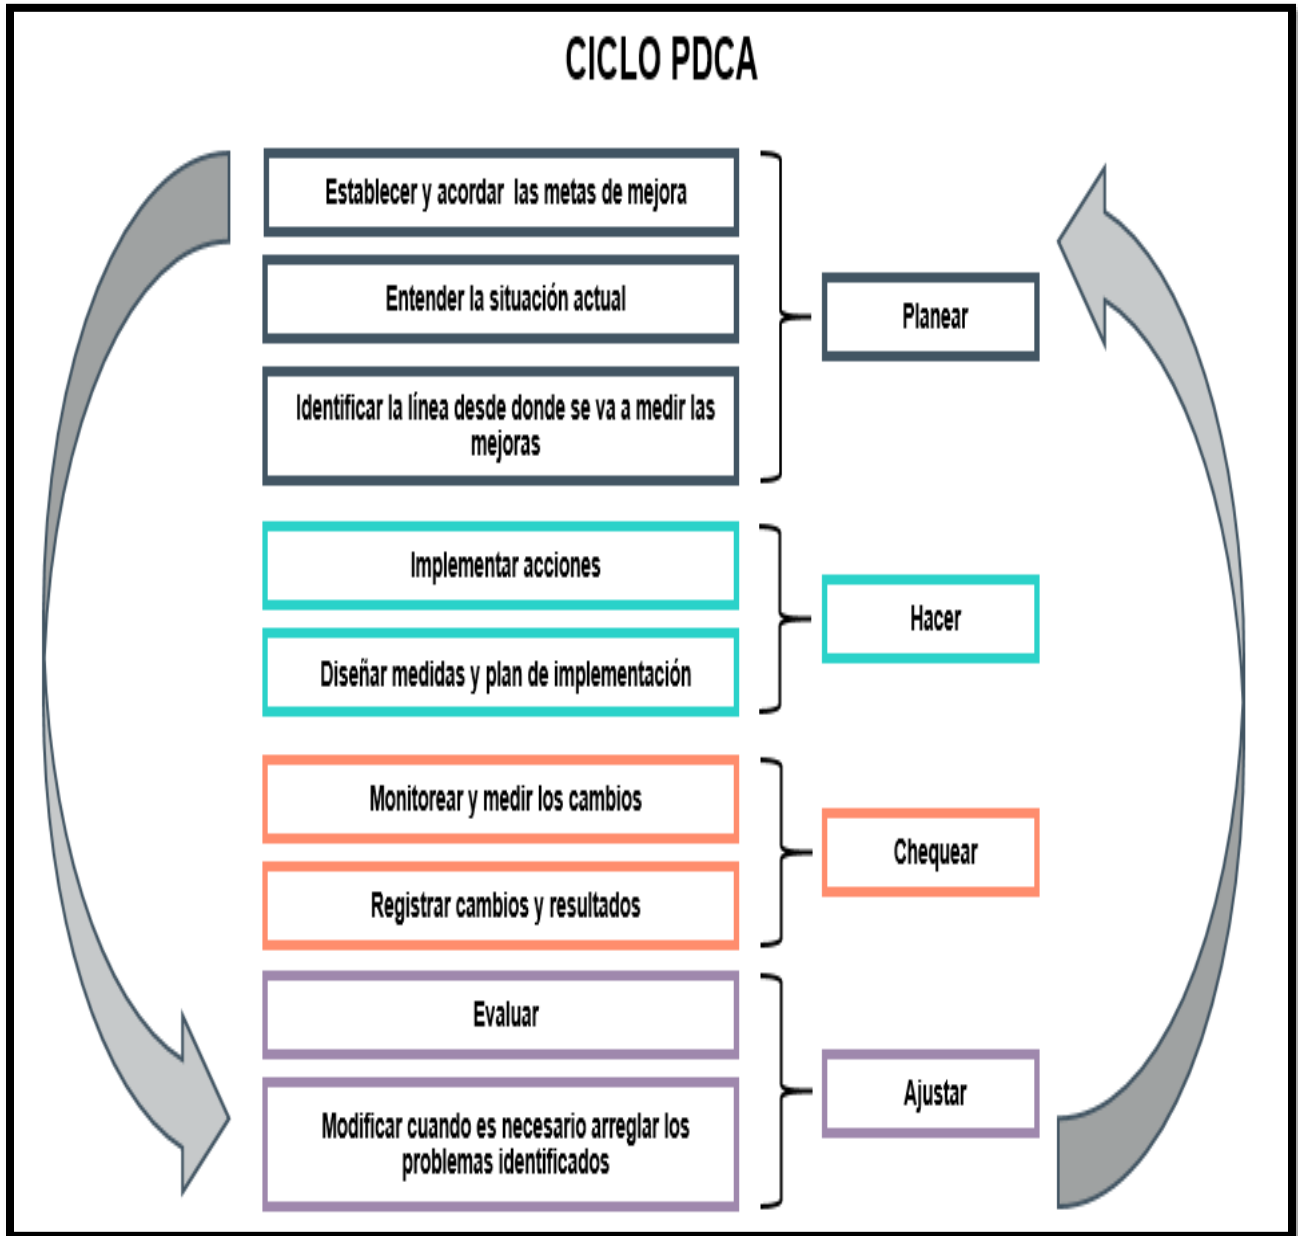 CICLO PDCA
Establecer y acordar las metas de mejora
Entender la situación actual
Identificar la línea desde donde se va a medir las
mejoras
Planear
Implementar acciones
Diseñar medidas y plan de implementación
Hacer
Monitorear y medir los cambios
Registrar cambios y resultados
Chequear
Evaluar
Modificar cuando es necesario arreglar los
problemas identificados
Ajustar